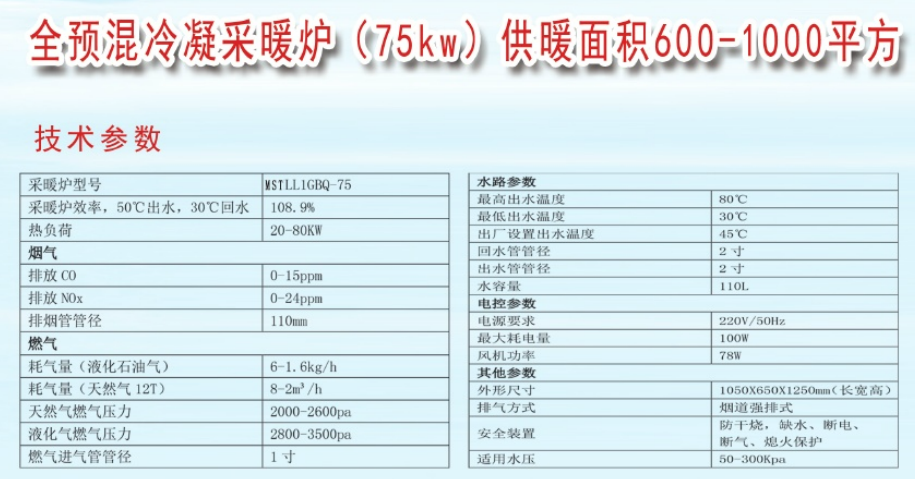 全预混冷凝采暖炉（75kw）供暖面积600-1000平方
技术参数
采暖炉型号 MSTLL1GBQ-75
采暖炉效率，50℃出水，30℃回水 108.9%
热负荷 20-80KW
烟气
排放 CO 0-15ppm
排放 NOx 0-24ppm
排烟管管径 110mm
燃气
耗气量（液化石油气） 6-1.6kg/h
耗气量（天然气 12T） 8-2m³/h
天然气燃气压力 2000-2600pa
液化气燃气压力 2800-3500pa
燃气进气管管径 1 寸
水路参数
最高出水温度 80℃
最低出水温度 30℃
出厂设置出水温度 45℃
回水管管径 2 寸
出水管管径 2 寸
水容量 110L
电控参数
电源要求 220V/50Hz
最大耗电量 100W
风机功率 78W
其他参数
外形尺寸 1050X650X1250mm（长宽高）
排气方式 烟道强排式
安全装置 防干烧，缺水、断电、
断气、熄火保护
适用水压 50-300Kpa